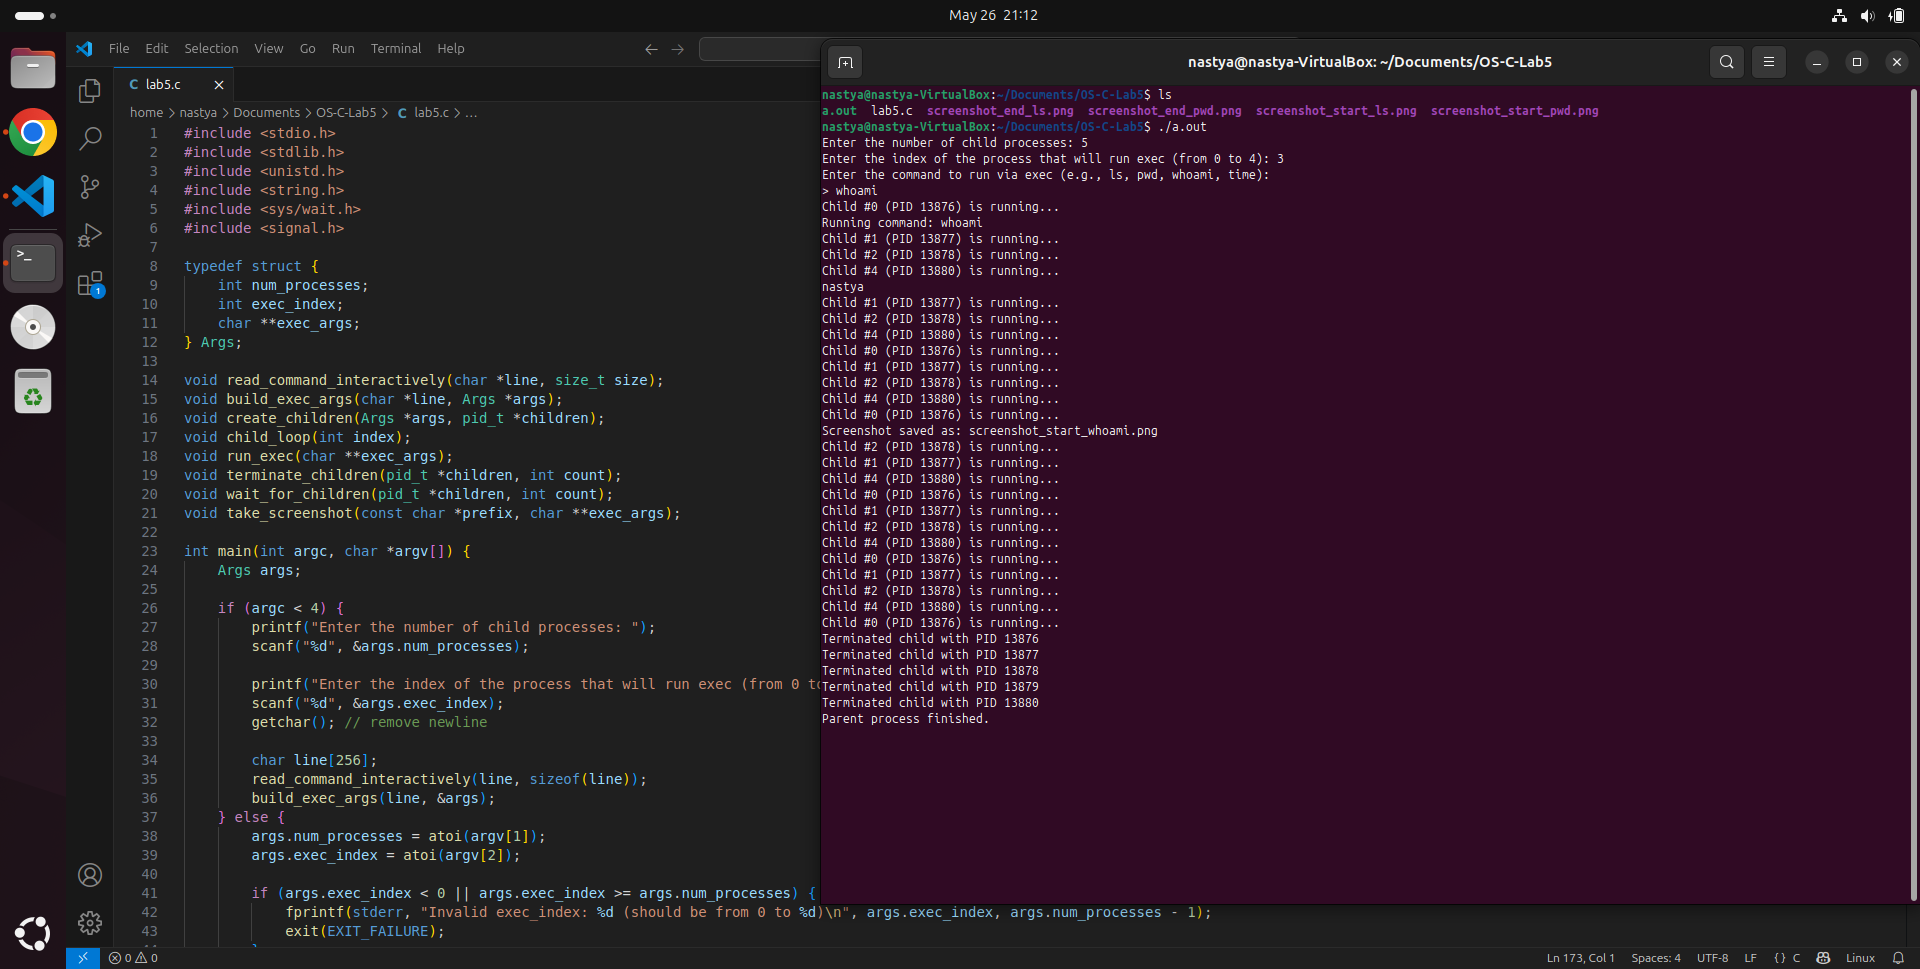 May 26 21:12
File Edit Selection View Go Run Terminal Help
lab5.c
home > nastya > Documents > OS-C-Lab5 > C lab5.c > ...
1 #include <stdio.h>
2 #include <stdlib.h>
3 #include <unistd.h>
4 #include <string.h>
5 #include <sys/wait.h>
6 #include <signal.h>
7
8 typedef struct {
9 int num_processes;
10 int exec_index;
11 char **exec_args;
12 } Args;
13
14 void read_command_interactively(char *line, size_t size);
15 void build_exec_args(char *line, Args *args);
16 void create_children(Args *args, pid_t *children);
17 void child_loop(int index);
18 void run_exec(char **exec_args);
19 void terminate_children(pid_t *children, int count);
20 void wait_for_children(pid_t *children, int count);
21 void take_screenshot(const char *prefix, char **exec_args);
22
23 int main(int argc, char *argv[]) {
24 Args args;
25
26 if (argc < 4) {
27 printf("Enter the number of child processes: ");
28 scanf("%d", &args.num_processes);
29
30 printf("Enter the index of the process that will run exec (from 0 to
31 scanf("%d", &args.exec_index);
32 getchar(); // remove newline
33
34 char line[256];
35 read_command_interactively(line, sizeof(line));
36 build_exec_args(line, &args);
37 } else {
38 args.num_processes = atoi(argv[1]);
39 args.exec_index = atoi(argv[2]);
40
41 if (args.exec_index < 0 || args.exec_index >= args.num_processes) {
42 fprintf(stderr, "Invalid exec_index: %d (should be from 0 to %d)\n", args.exec_index, args.num_processes - 1);
43 exit(EXIT_FAILURE);
nastya@nastya-VirtualBox: ~/Documents/OS-C-Lab5
nastya@nastya-VirtualBox:~/Documents/OS-C-Lab5$ ls
a.out lab5.c screenshot_end_ls.png screenshot_end_pwd.png screenshot_start_ls.png screenshot_start_pwd.png
nastya@nastya-VirtualBox:~/Documents/OS-C-Lab5$ ./a.out
Enter the number of child processes: 5
Enter the index of the process that will run exec (from 0 to 4): 3
Enter the command to run via exec (e.g., ls, pwd, whoami, time):
> whoami
Child #0 (PID 13876) is running...
Running command: whoami
Child #1 (PID 13877) is running...
Child #2 (PID 13878) is running...
Child #4 (PID 13880) is running...
nastya
Child #1 (PID 13877) is running...
Child #2 (PID 13878) is running...
Child #4 (PID 13880) is running...
Child #0 (PID 13876) is running...
Child #1 (PID 13877) is running...
Child #2 (PID 13878) is running...
Child #4 (PID 13880) is running...
Child #0 (PID 13876) is running...
Screenshot saved as: screenshot_start_whoami.png
Child #2 (PID 13878) is running...
Child #1 (PID 13877) is running...
Child #4 (PID 13880) is running...
Child #0 (PID 13876) is running...
Child #1 (PID 13877) is running...
Child #2 (PID 13878) is running...
Child #4 (PID 13880) is running...
Child #0 (PID 13876) is running...
Child #1 (PID 13877) is running...
Child #2 (PID 13878) is running...
Child #4 (PID 13880) is running...
Child #0 (PID 13876) is running...
Terminated child with PID 13876
Terminated child with PID 13877
Terminated child with PID 13878
Terminated child with PID 13879
Terminated child with PID 13880
Parent process finished.
1
0 0
Ln 173, Col 1 Spaces: 4 UTF-8 LF {} C Linux